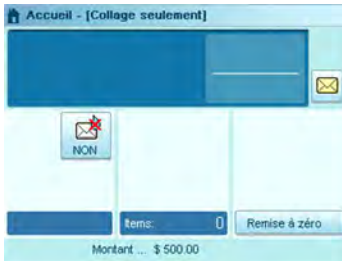 Accueil - [Collage seulement]
NON
Items: 0
Remise à zéro
Montant ... $ 500.00